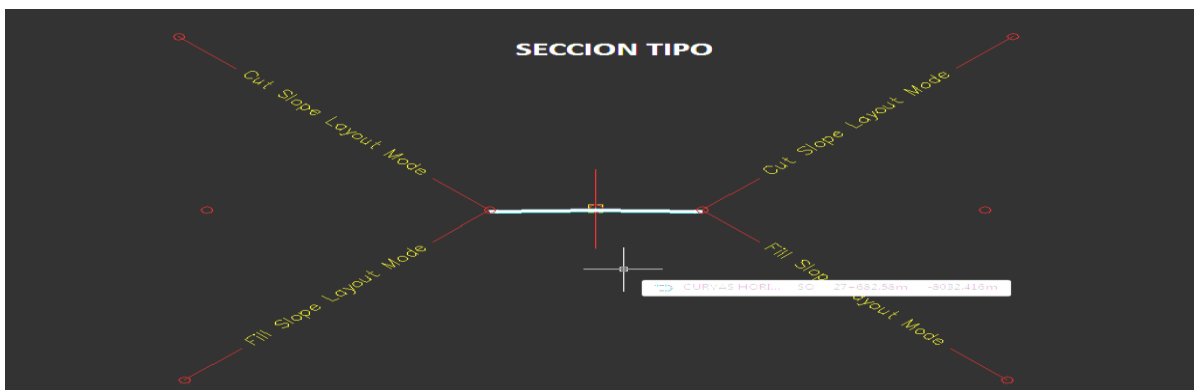 SECCION TIPO
Cut Slope Layout Mode
Cut Slope Layout Mode
Fill Slope Layout Mode
Fill Slope Layout Mode
CURVAS HORI... SO 27+682.58m -8032.416m